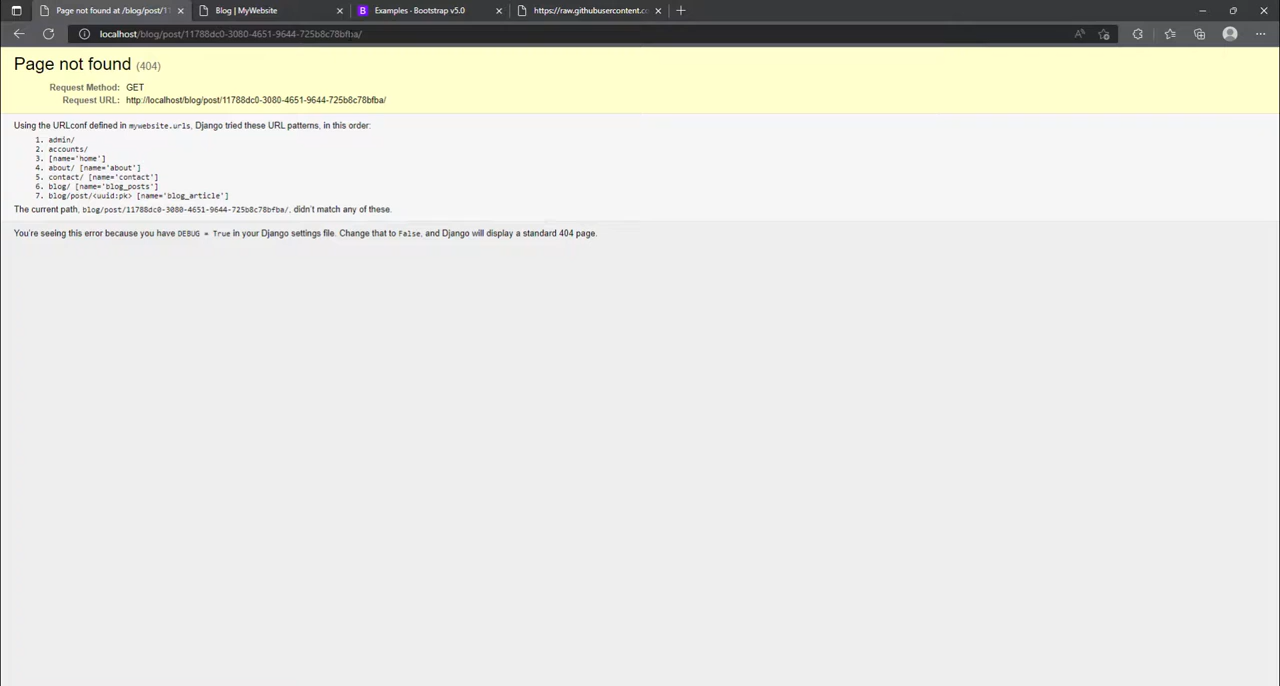 Page not found at /blog/post/11
Blog | MyWebsite
Examples · Bootstrap v5.0
https://raw.githubusercontent.c
localhost/blog/post/11788dc0-3080-4651-9644-725b8c78bfba/
Page not found (404)
Request Method: GET
Request URL: http://localhost/blog/post/11788dc0-3080-4651-9644-725b8c78bfba/
Using the URLconf defined in mywebsite.urls, Django tried these URL patterns, in this order:
1. admin/
2. accounts/
3. [name='home']
4. about/ [name='about']
5. contact/ [name='contact']
6. blog/ [name='blog_posts']
7. blog/post/<uuid:pk> [name='blog_article']
The current path, blog/post/11788dc0-3080-4651-9644-725b8c78bfba/, didn't match any of these.
You're seeing this error because you have DEBUG = True in your Django settings file. Change that to False, and Django will display a standard 404 page.